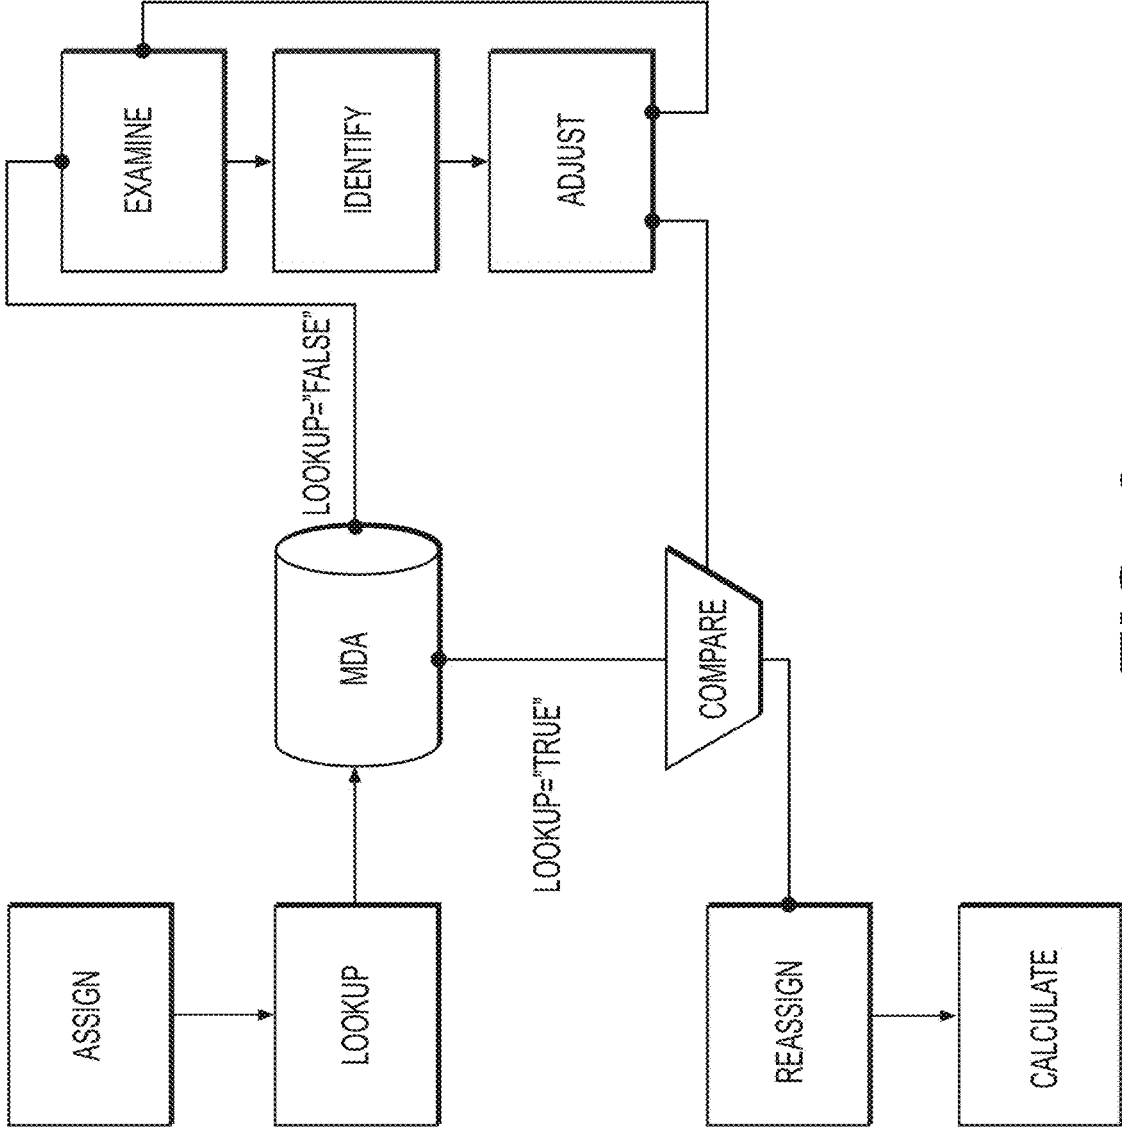 ASSIGN
LOOKUP
MDA
LOOKUP="FALSE"
LOOKUP="TRUE"
EXAMINE
IDENTIFY
ADJUST
COMPARE
REASSIGN
CALCULATE